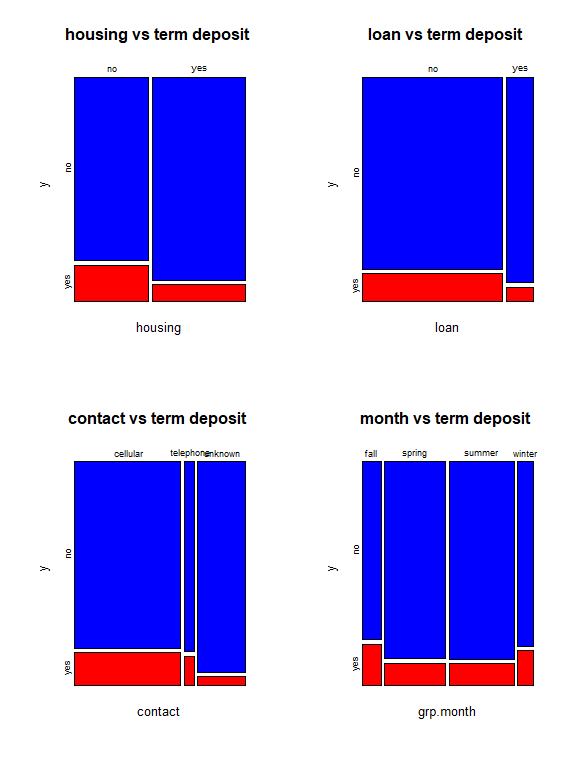 housing vs term deposit
no yes
y
no
yes
housing
loan vs term deposit
no yes
y
no
yes
loan
contact vs term deposit
cellular telephone unknown
y
no
yes
contact
month vs term deposit
fall spring summer winter
y
no
yes
grp.month